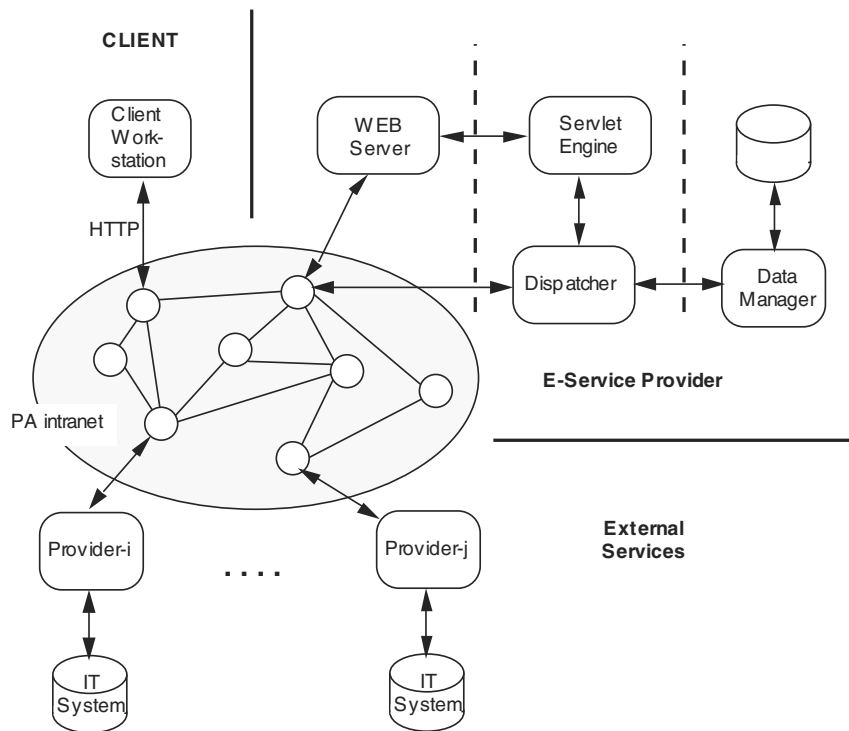 CLIENT
Client
Work-
station
WEB
Server
Servlet
Engine
HTTP
Dispatcher
Data
Manager
E-Service Provider
PA intranet
External
Services
Provider-i
. . . .
Provider-j
IT
System
IT
System